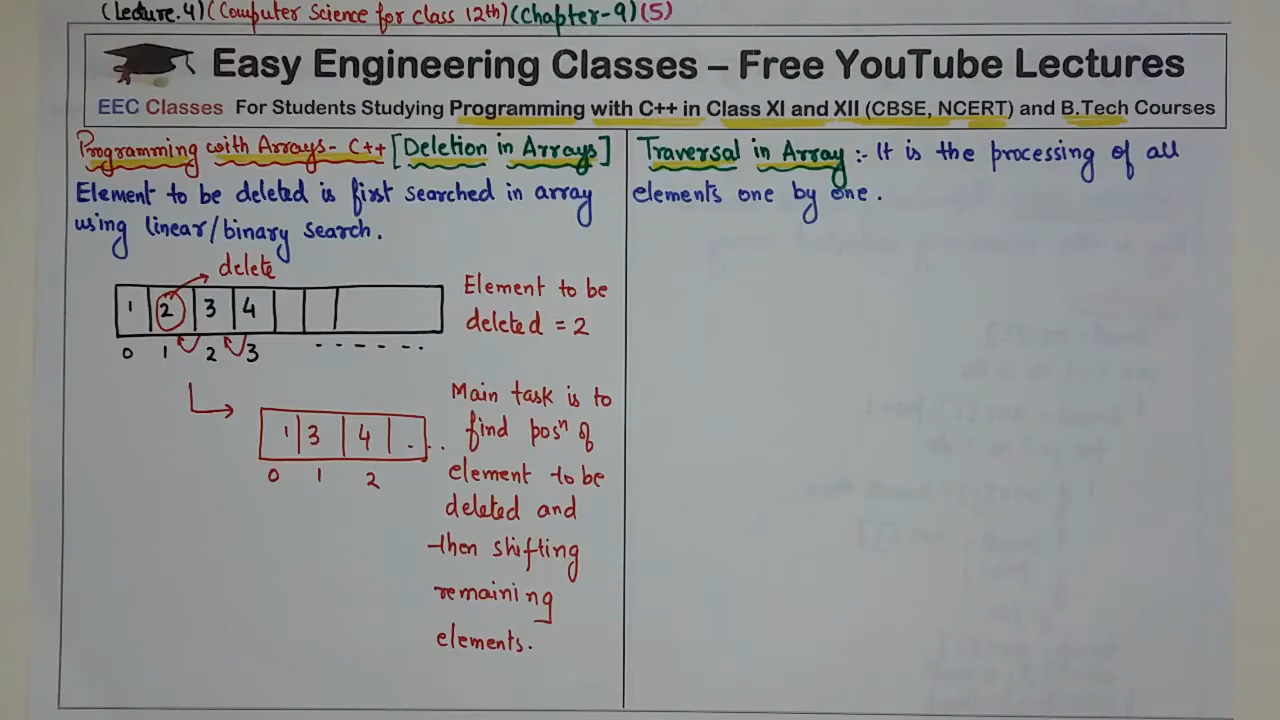 (Lecture.4)(Computer Science for class 12th)(Chapter-9)(5)
Easy Engineering Classes – Free YouTube Lectures
EEC Classes For Students Studying Programming with C++ in Class XI and XII (CBSE, NCERT) and B.Tech Courses
Programming with Arrays- C++ [Deletion in Arrays]
Element to be deleted is first searched in array
using linear/binary search.
delete
1 2 3 4
0 1 2 3 - - - - - -
Element to be
deleted = 2
1 3 4 . . .
0 1 2
Main task is to
find posn of
element to be
deleted and
then shifting
remaining
elements.
Traversal in Array :- It is the processing of all
elements one by one.